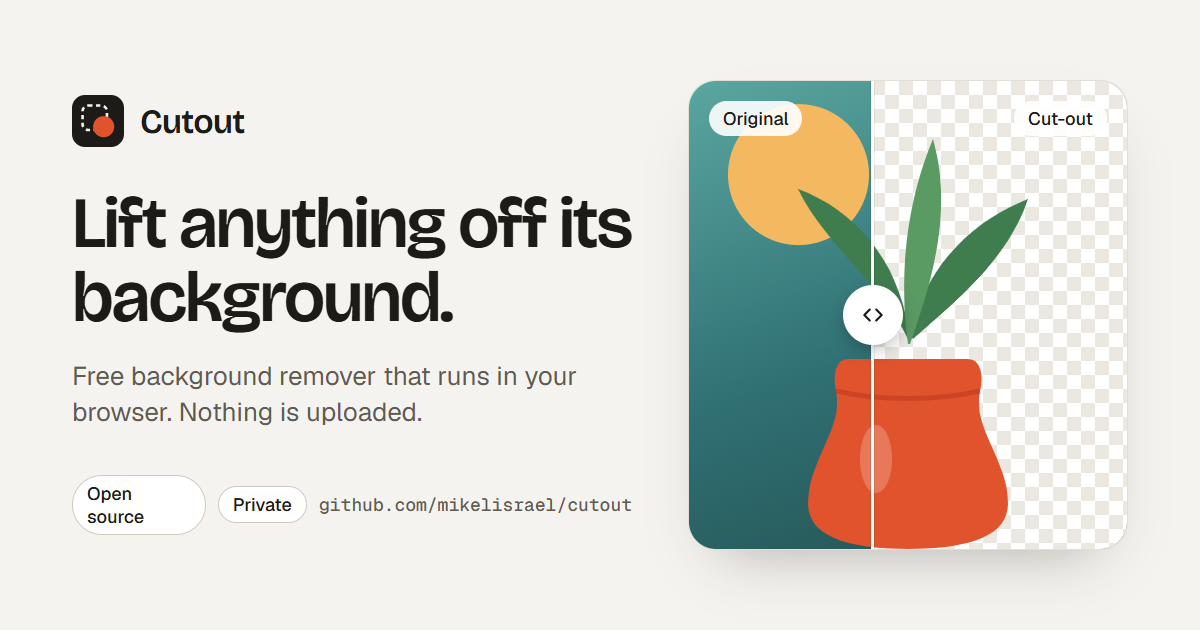 Cutout
Lift anything off its
background.
Free background remover that runs in your
browser. Nothing is uploaded.
Open
source
Private
github.com/mikelisrael/cutout
Original
Cut-out